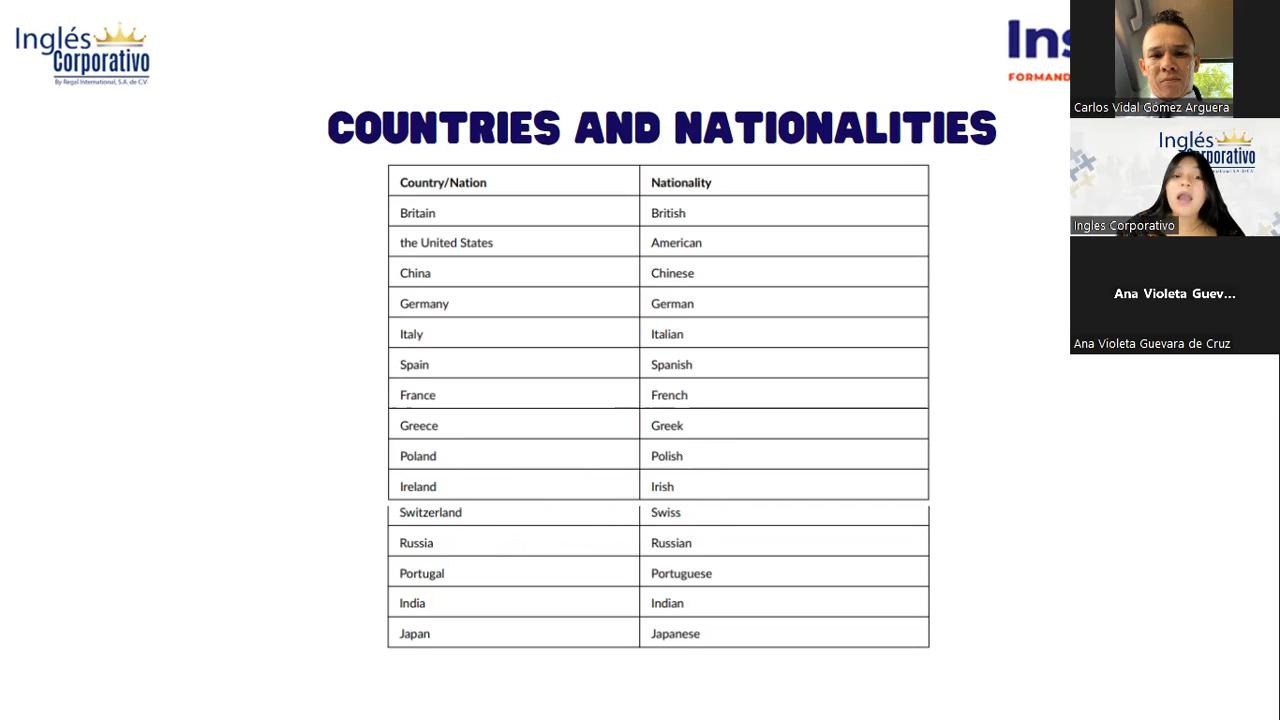 Inglés
Corporativo
By Regal International, S.A. de C.V.
Ins
FORMAND
COUNTRIES AND NATIONALITIES
Country/Nation Nationality
Britain British
the United States American
China Chinese
Germany German
Italy Italian
Spain Spanish
France French
Greece Greek
Poland Polish
Ireland Irish
Switzerland Swiss
Russia Russian
Portugal Portuguese
India Indian
Japan Japanese
Carlos Vidal Gómez Arguera
Inglés
Corporativo
Ingles Corporativo
Ana Violeta Guev...
Ana Violeta Guevara de Cruz